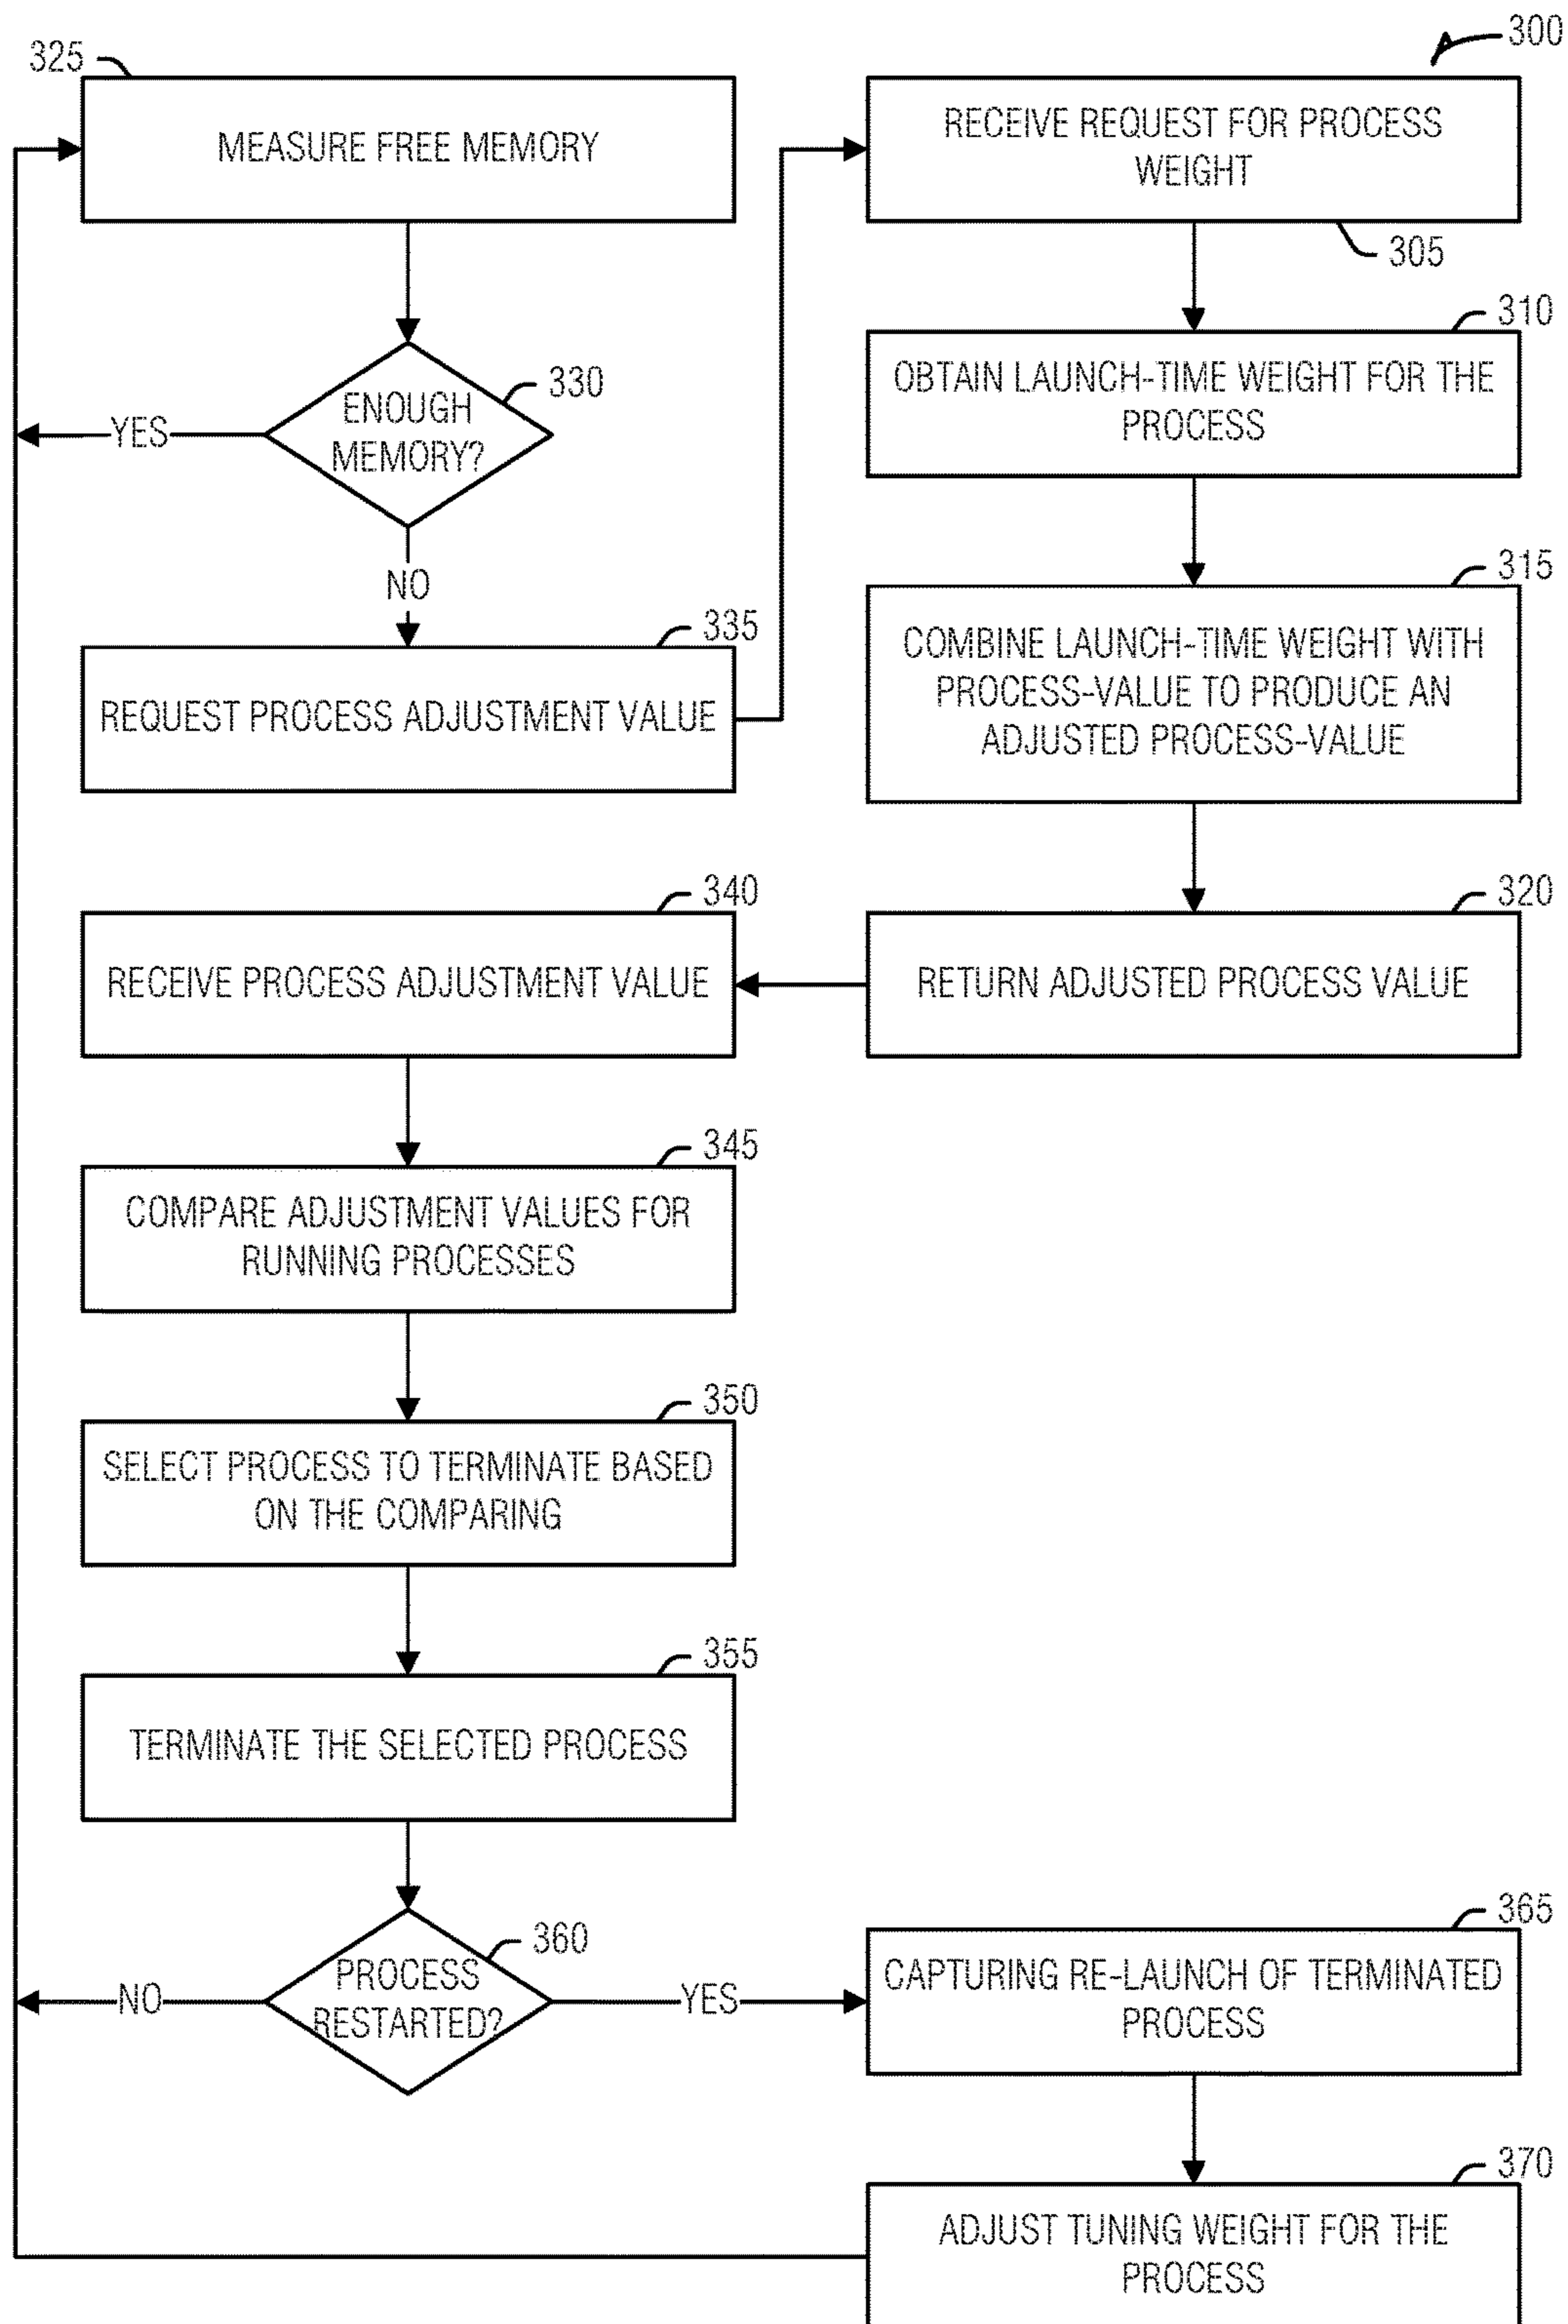 300
325
MEASURE FREE MEMORY
RECEIVE REQUEST FOR PROCESS
WEIGHT
305
330
ENOUGH
MEMORY?
YES
NO
310
OBTAIN LAUNCH-TIME WEIGHT FOR THE
PROCESS
335
REQUEST PROCESS ADJUSTMENT VALUE
315
COMBINE LAUNCH-TIME WEIGHT WITH
PROCESS-VALUE TO PRODUCE AN
ADJUSTED PROCESS-VALUE
340
RECEIVE PROCESS ADJUSTMENT VALUE
320
RETURN ADJUSTED PROCESS VALUE
345
COMPARE ADJUSTMENT VALUES FOR
RUNNING PROCESSES
350
SELECT PROCESS TO TERMINATE BASED
ON THE COMPARING
355
TERMINATE THE SELECTED PROCESS
360
PROCESS
RESTARTED?
NO
YES
365
CAPTURING RE-LAUNCH OF TERMINATED
PROCESS
370
ADJUST TUNING WEIGHT FOR THE
PROCESS